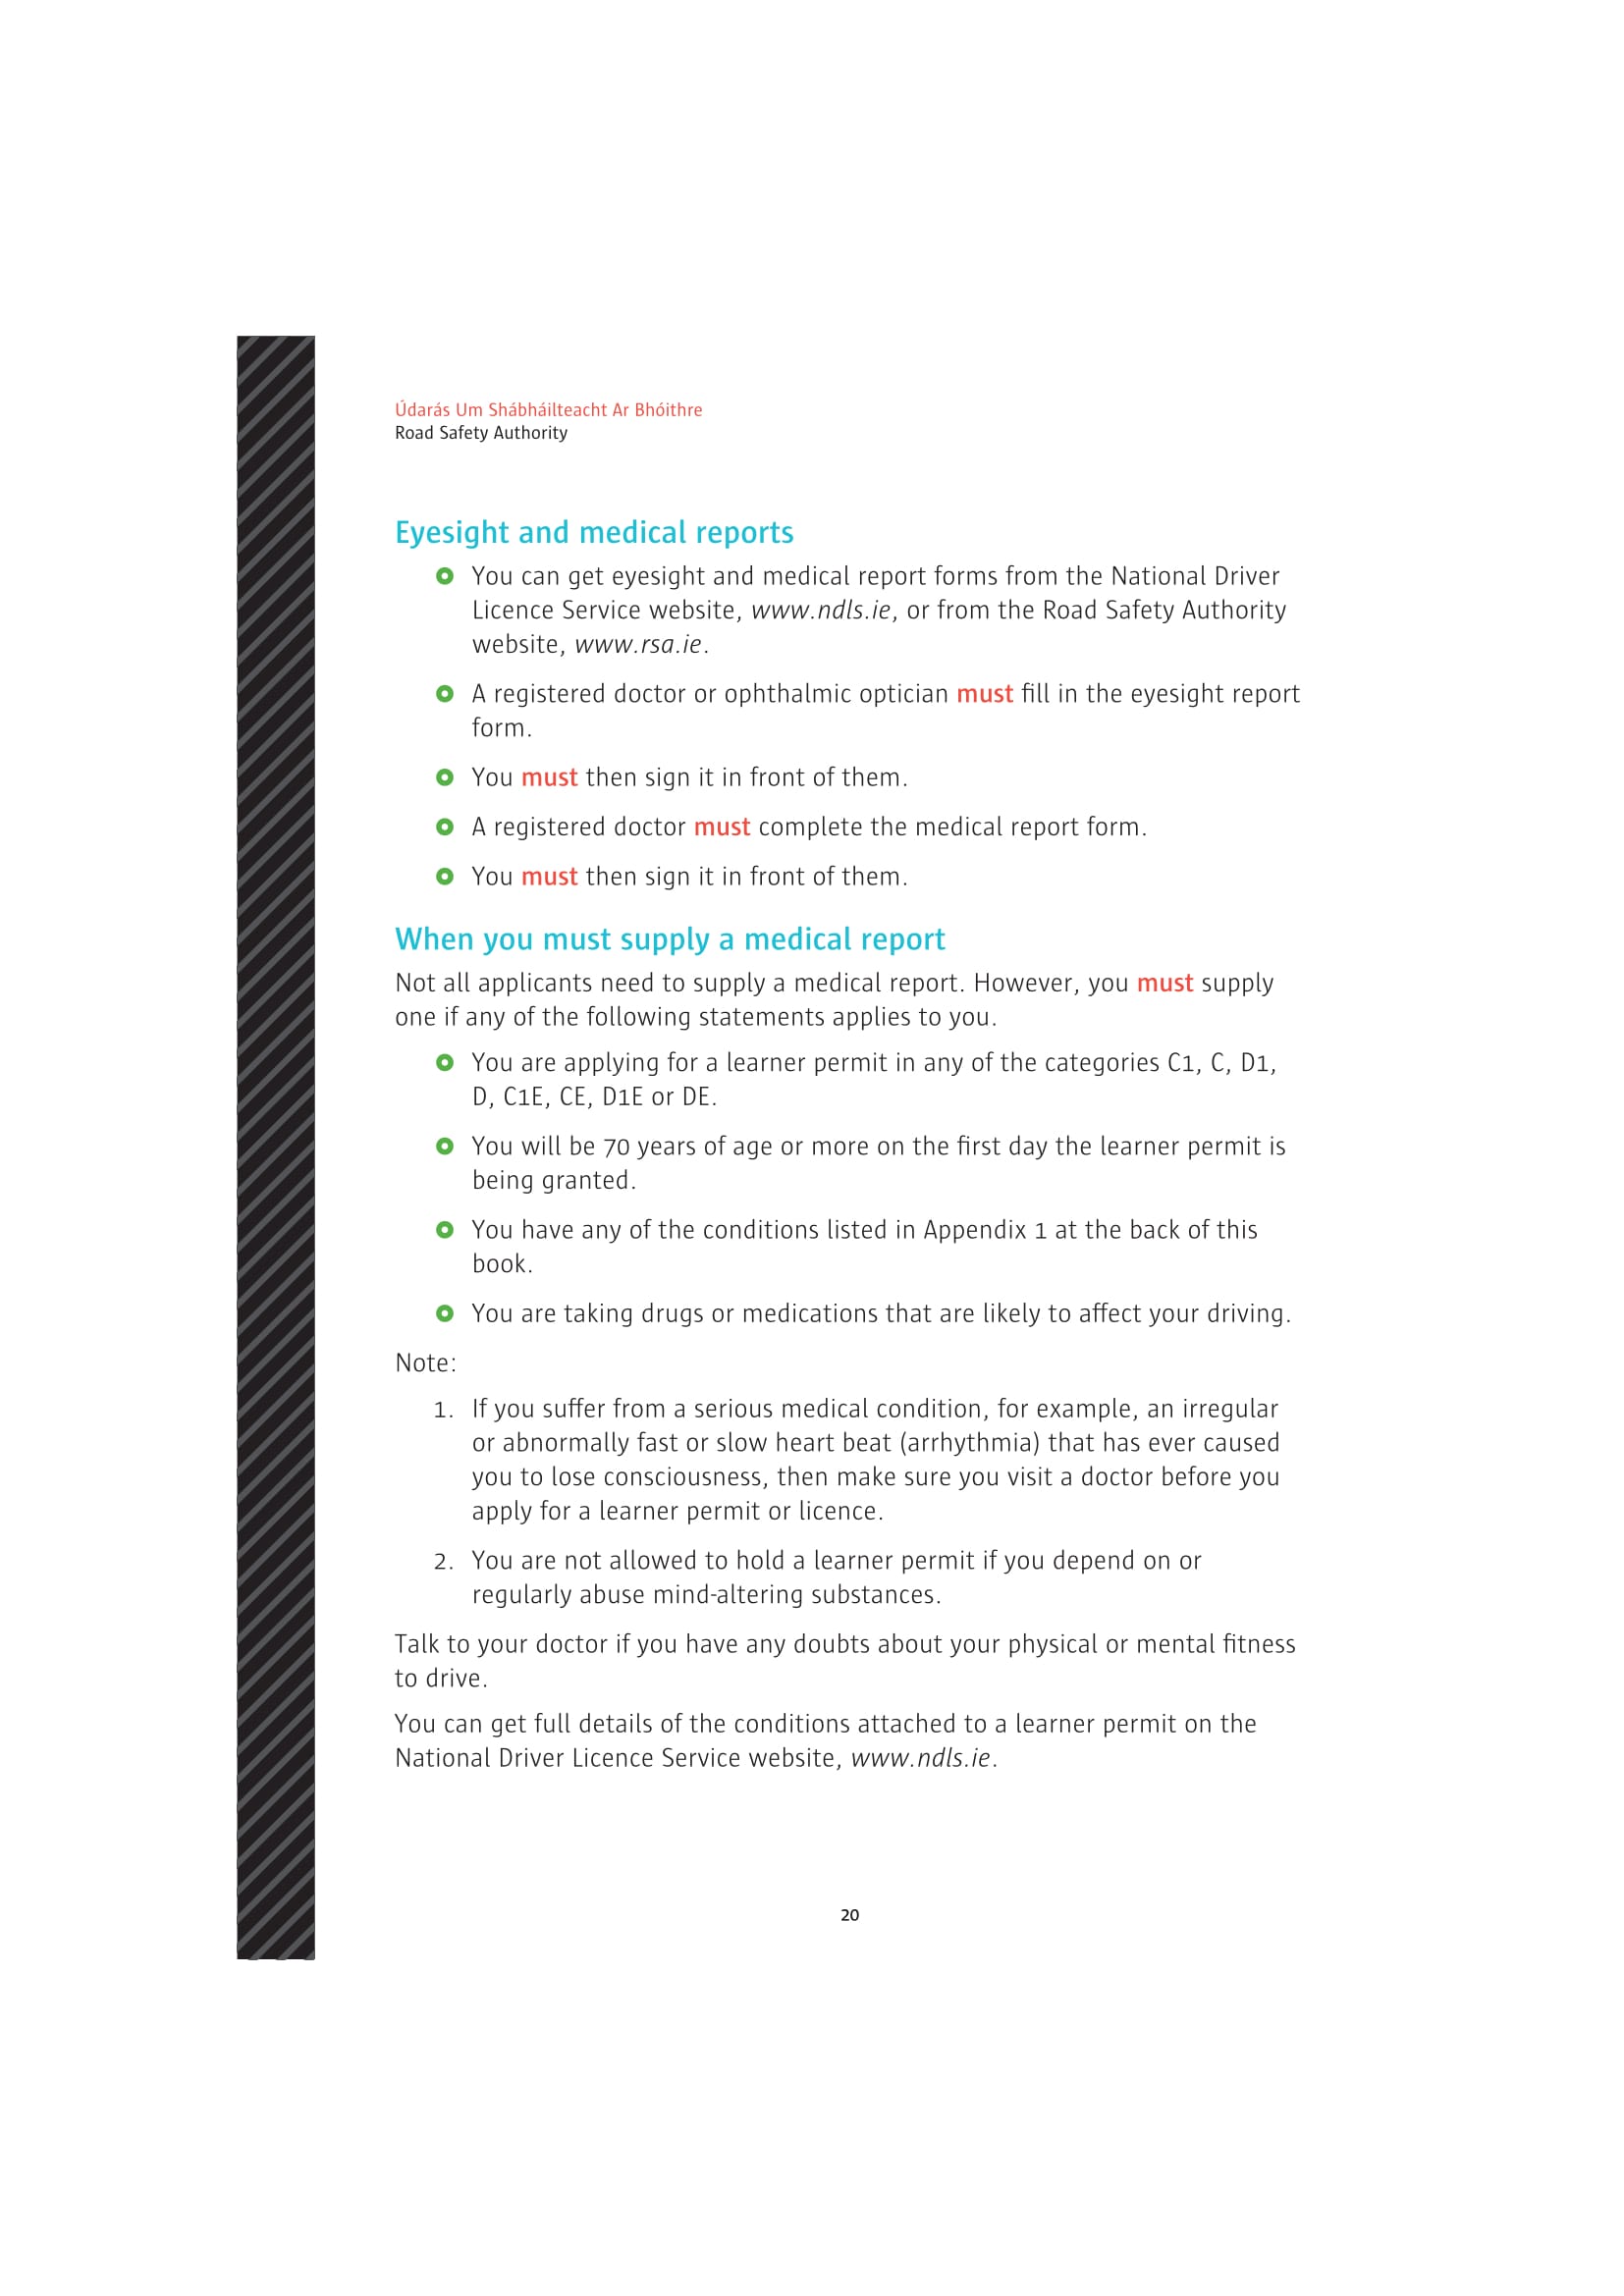 Údarás Um Shábháilteacht Ar Bhóithre
Road Safety Authority
Eyesight and medical reports
You can get eyesight and medical report forms from the National Driver
Licence Service website, www.ndls.ie, or from the Road Safety Authority
website, www.rsa.ie.
A registered doctor or ophthalmic optician must fill in the eyesight report
form.
You must then sign it in front of them.
A registered doctor must complete the medical report form.
You must then sign it in front of them.
When you must supply a medical report
Not all applicants need to supply a medical report. However, you must supply
one if any of the following statements applies to you.
You are applying for a learner permit in any of the categories C1, C, D1,
D, C1E, CE, D1E or DE.
You will be 70 years of age or more on the first day the learner permit is
being granted.
You have any of the conditions listed in Appendix 1 at the back of this
book.
You are taking drugs or medications that are likely to affect your driving.
Note:
1. If you suffer from a serious medical condition, for example, an irregular
or abnormally fast or slow heart beat (arrhythmia) that has ever caused
you to lose consciousness, then make sure you visit a doctor before you
apply for a learner permit or licence.
2. You are not allowed to hold a learner permit if you depend on or
regularly abuse mind-altering substances.
Talk to your doctor if you have any doubts about your physical or mental fitness
to drive.
You can get full details of the conditions attached to a learner permit on the
National Driver Licence Service website, www.ndls.ie.
20